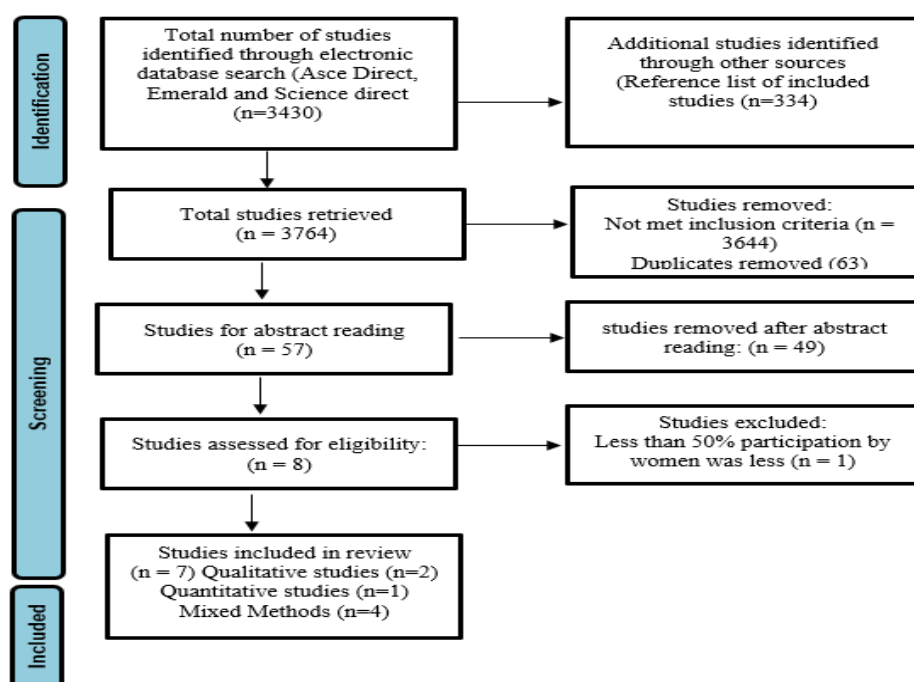 Identification
Total number of studies
identified through electronic
database search (Asce Direct,
Emerald and Science direct
(n=3430)
Additional studies identified
through other sources
(Reference list of included
studies (n=334)
Screening
Total studies retrieved
(n = 3764)
Studies removed:
Not met inclusion criteria (n =
3644)
Duplicates removed (63)
Studies for abstract reading
(n = 57)
studies removed after abstract
reading: (n = 49)
Studies assessed for eligibility:
(n = 8)
Studies excluded:
Less than 50% participation by
women was less (n = 1)
Included
Studies included in review
(n = 7) Qualitative studies (n=2)
Quantitative studies (n=1)
Mixed Methods (n=4)